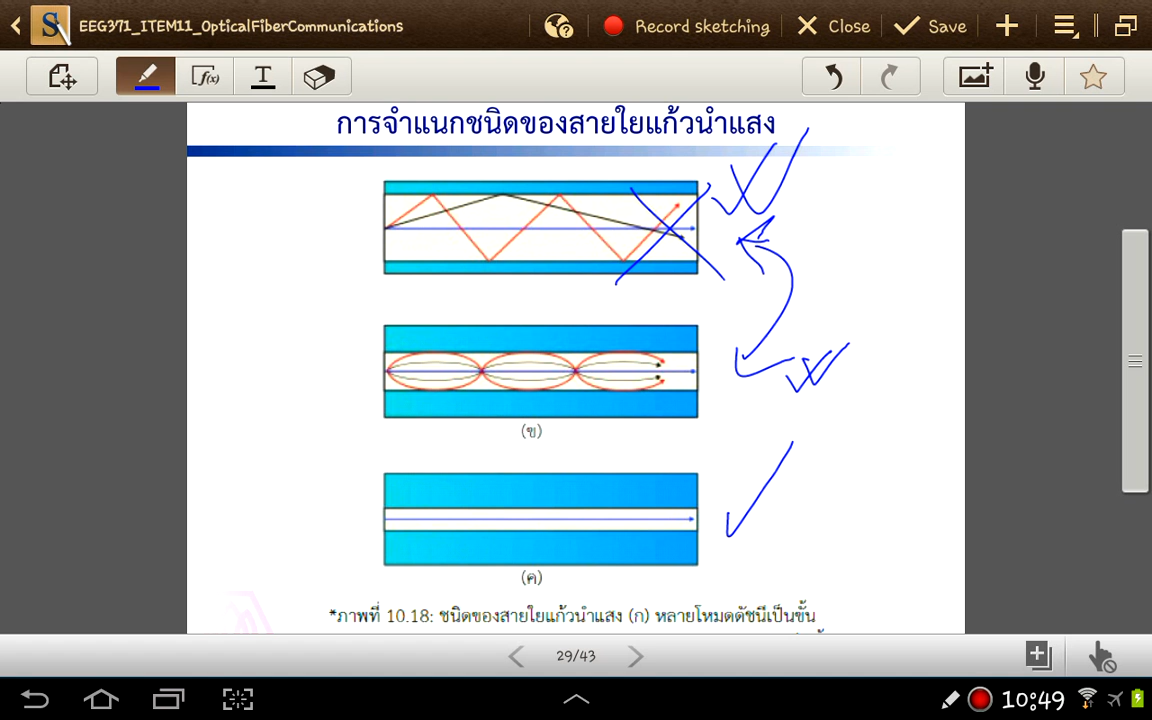 EEG371_ITEM11_OpticalFiberCommunications
Record sketching
Close
Save
f(x)
T
การจำแนกชนิดของสายใยแก้วนำแสง
(ข)
(ค)
*ภาพที่ 10.18: ชนิดของสายใยแก้วนำแสง (ก) หลายโหมดดัชนีเป็นขั้น
29/43
10:49